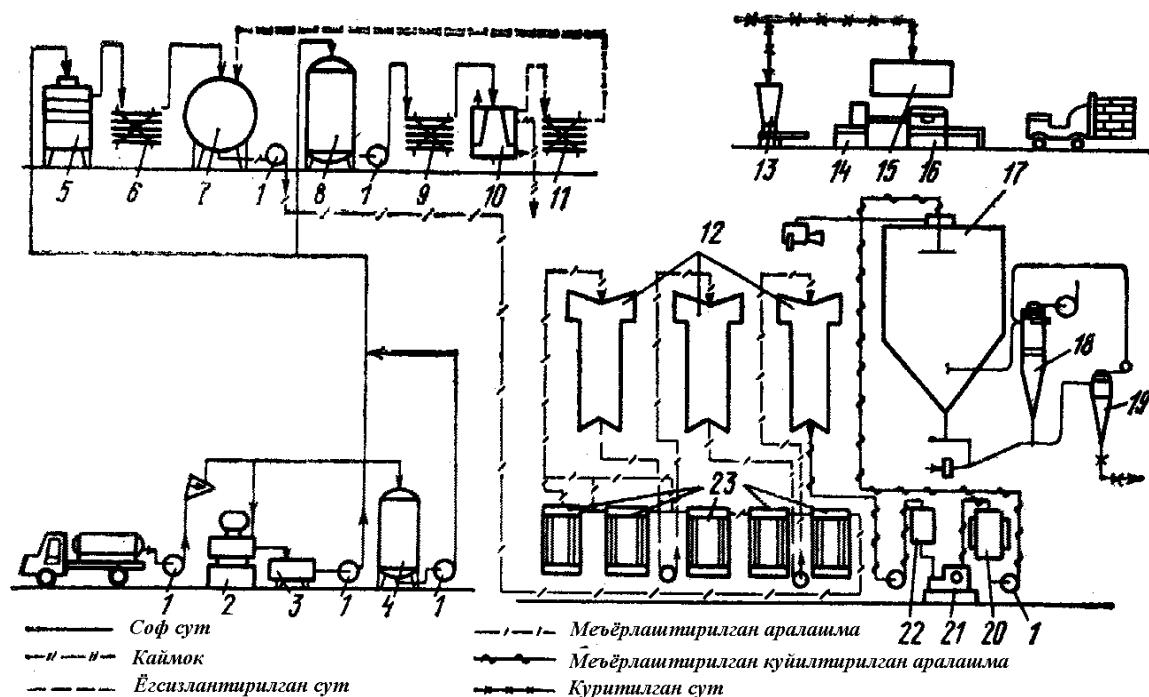 13 14 15 16
5 6 7 1 8 1 9 10 11
17
12
18
19
23
1 2 3 1 4 1
22 21 20 1
Соф сут
Каймок
Ёгсизлантирилган сут
Меъёрлаштирилган аралашма
Меъёрлаштирилган куйилтирилган аралашма
Куритилган сут